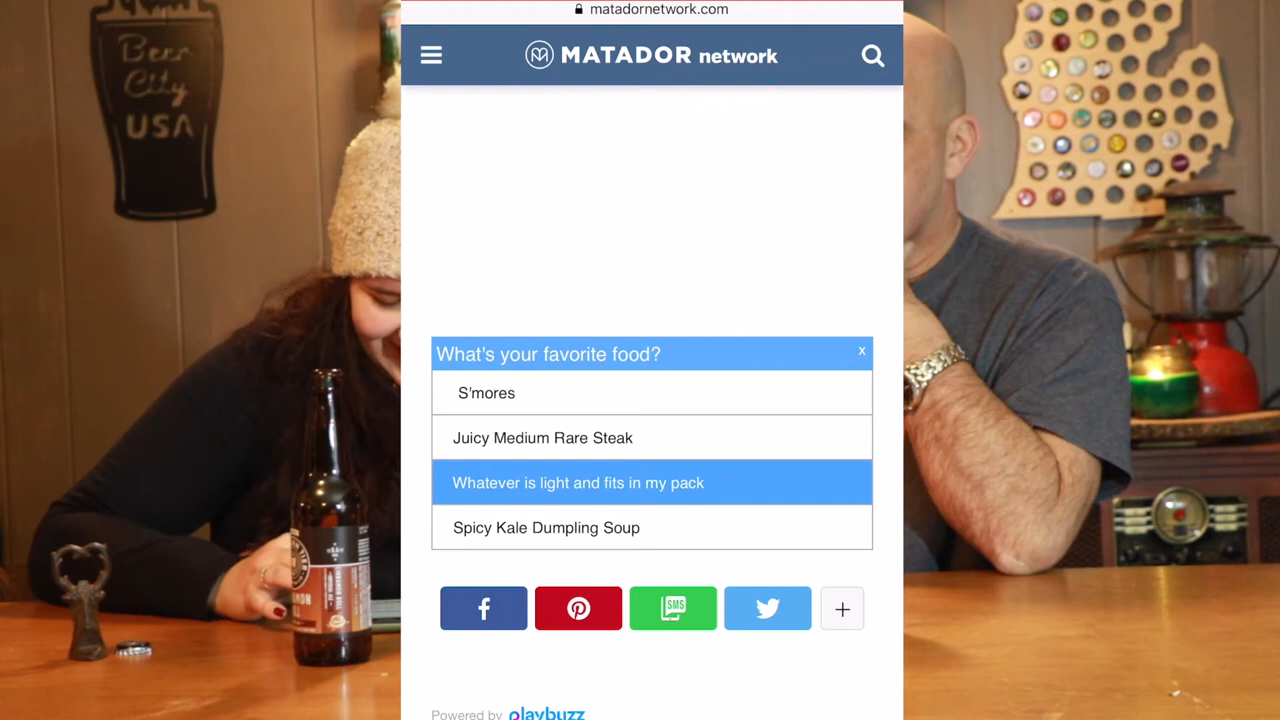 matadornetwork.com
MATADOR network
Beer
City
USA
What's your favorite food?
x
S'mores
Juicy Medium Rare Steak
Whatever is light and fits in my pack
Spicy Kale Dumpling Soup
f
SMS
+
Powered by playbuzz